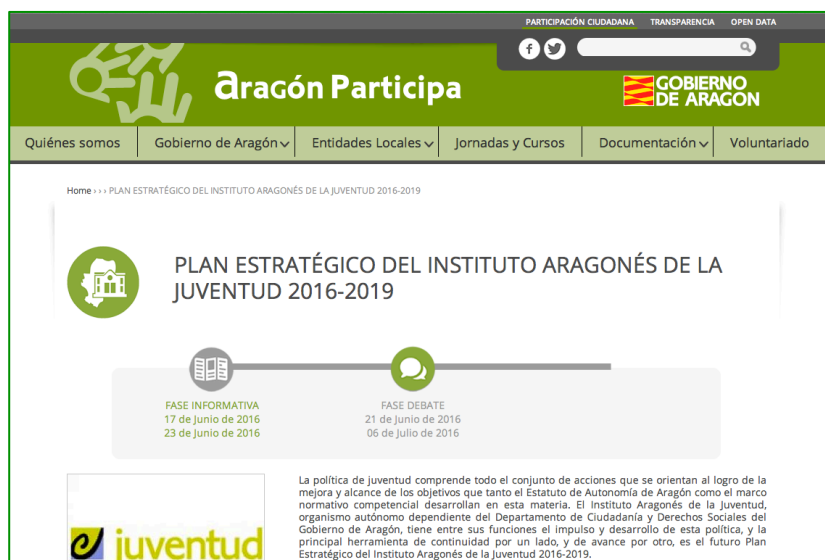 PARTICIPACIÓN CIUDADANA TRANSPARENCIA OPEN DATA
aragón Participa
GOBIERNO
DE ARAGON
Quiénes somos Gobierno de Aragón Entidades Locales Jornadas y Cursos Documentación Voluntariado
Home › › › PLAN ESTRATÉGICO DEL INSTITUTO ARAGONÉS DE LA JUVENTUD 2016-2019
PLAN ESTRATÉGICO DEL INSTITUTO ARAGONÉS DE LA
JUVENTUD 2016-2019
FASE INFORMATIVA
17 de Junio de 2016
23 de Junio de 2016
FASE DEBATE
21 de Junio de 2016
06 de Julio de 2016
juventud
La política de juventud comprende todo el conjunto de acciones que se orientan al logro de la
mejora y alcance de los objetivos que tanto el Estatuto de Autonomía de Aragón como el marco
normativo competencial desarrollan en esta materia. El Instituto Aragonés de la Juventud,
organismo autónomo dependiente del Departamento de Ciudadanía y Derechos Sociales del
Gobierno de Aragón, tiene entre sus funciones el impulso y desarrollo de esta política, y la
principal herramienta de continuidad por un lado, y de avance por otro, es el futuro Plan
Estratégico del Instituto Aragonés de la Juventud 2016-2019.